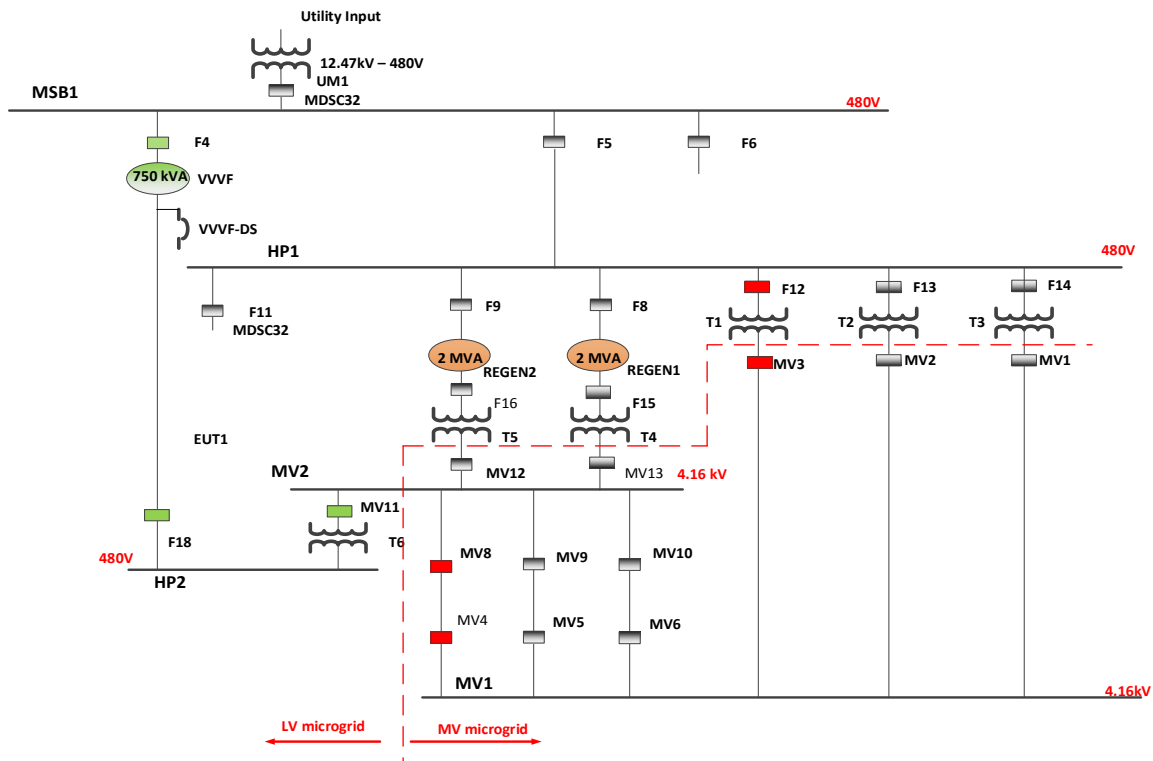 Utility Input
12.47kV – 480V
UM1
MDSC32
MSB1
480V
F4
F5
F6
750 kVA
VVVF
VVVF-DS
HP1
480V
F11
MDSC32
F9
F8
F12
F13
F14
T1
T2
T3
2 MVA
2 MVA
REGEN2
REGEN1
MV3
MV2
MV1
F16
F15
T5
T4
EUT1
MV12
MV13
MV2
4.16 kV
MV11
T6
F18
480V
HP2
MV8
MV9
MV10
MV4
MV5
MV6
MV1
4.16kV
LV microgrid
MV microgrid